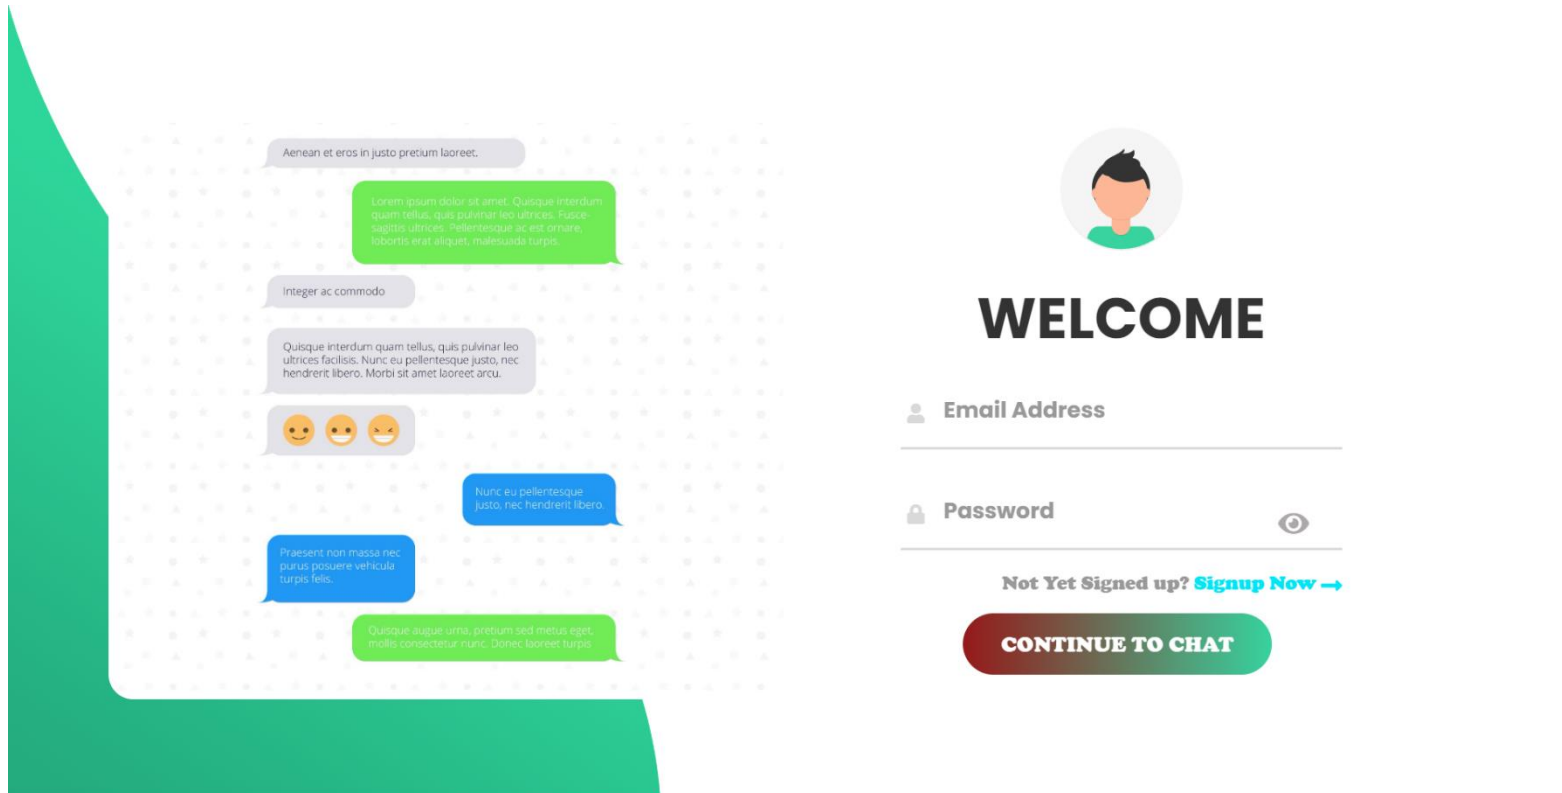 Aenean et eros in justo pretium laoreet.
Lorem ipsum dolor sit amet. Quisque interdum
quam tellus, quis pulvinar leo ultrices. Fusce
sagittis ultrices. Pellentesque ac est ornare,
lobortis erat aliquet, malesuada turpis.
Integer ac commodo
Quisque interdum quam tellus, quis pulvinar leo
ultrices facilisis. Nunc eu pellentesque justo, nec
hendrerit libero. Morbi sit amet laoreet arcu.
Nunc eu pellentesque
justo, nec hendrerit libero.
Praesent non massa nec
purus posuere vehicula
turpis felis.
Quisque augue urna, pretium sed metus eget,
mollis consectetur nunc. Donec laoreet turpis
WELCOME
Email Address
Password
Not Yet Signed up? Signup Now →
CONTINUE TO CHAT